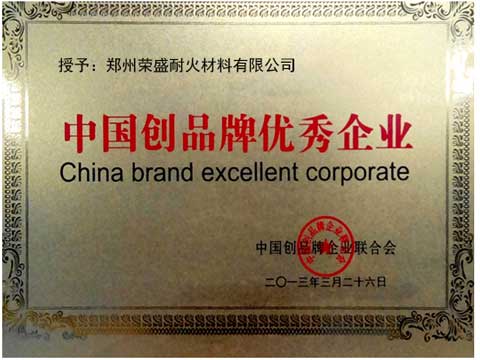 授予：郑州荣盛耐火材料有限公司
中国创品牌优秀企业
China brand excellent corporate
中国创品牌企业联合会
二〇一三年三月二十六日